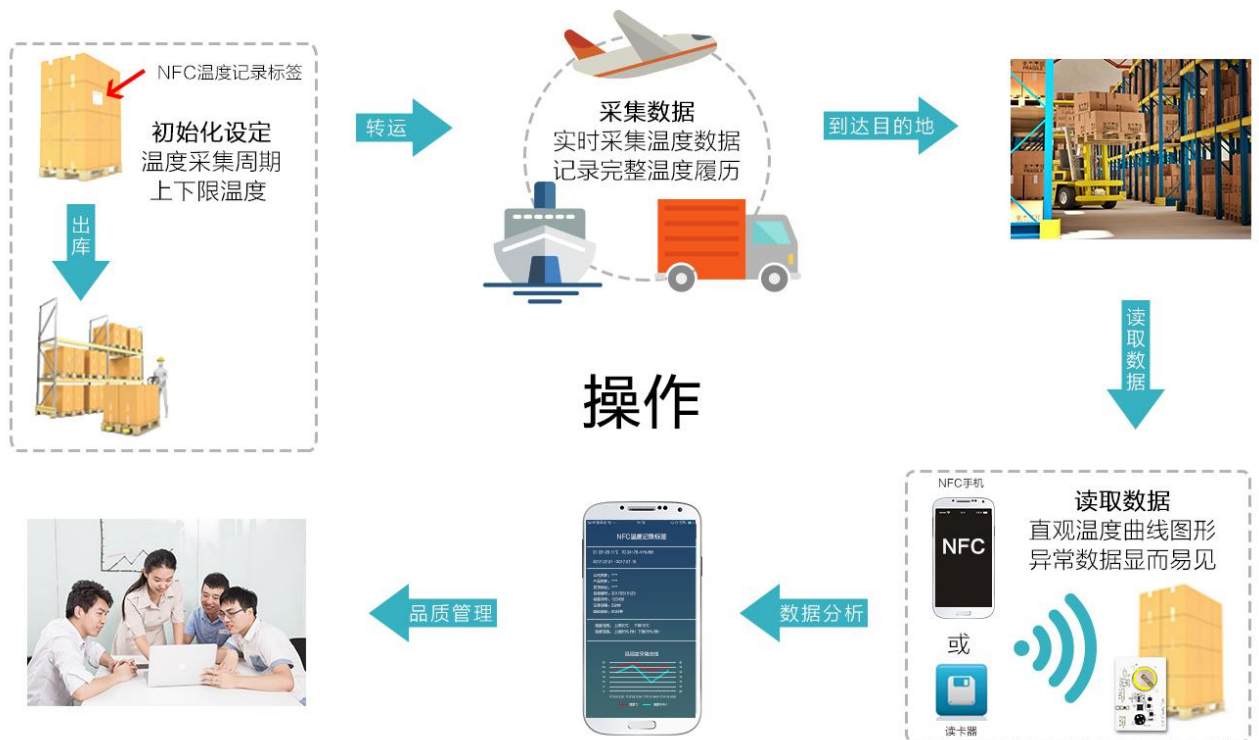 NFC温度记录标签
初始化设定
温度采集周期
上下限温度
出库
转运
采集数据
实时采集温度数据
记录完整温度履历
到达目的地
FRAGILE
读取数据
操作
NFC手机
NFC
或
读卡器
读取数据
直观温度曲线图形
异常数据显而易见
数据分析
NFC温度记录标签
品质管理